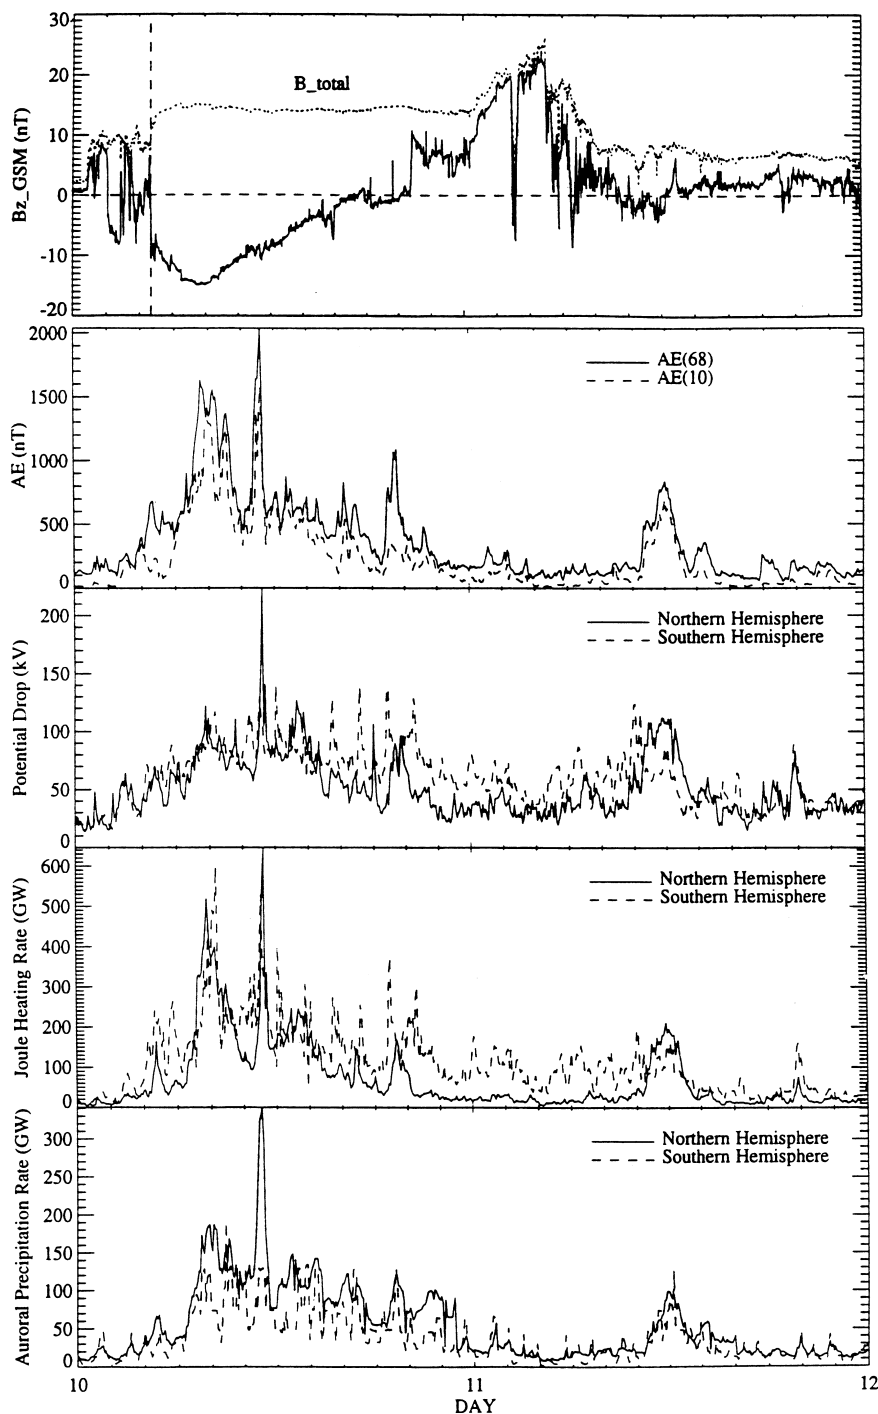 30
20
10
0
-10
-20
Bz_GSM (nT)
B_total
2000
1500
1000
500
0
AE (nT)
AE(68)
AE(10)
200
150
100
50
0
Potential Drop (kV)
Northern Hemisphere
Southern Hemisphere
600
500
400
300
200
100
0
Joule Heating Rate (GW)
Northern Hemisphere
Southern Hemisphere
300
250
200
150
100
50
0
Auroral Precipitation Rate (GW)
Northern Hemisphere
Southern Hemisphere
10
11
12
DAY